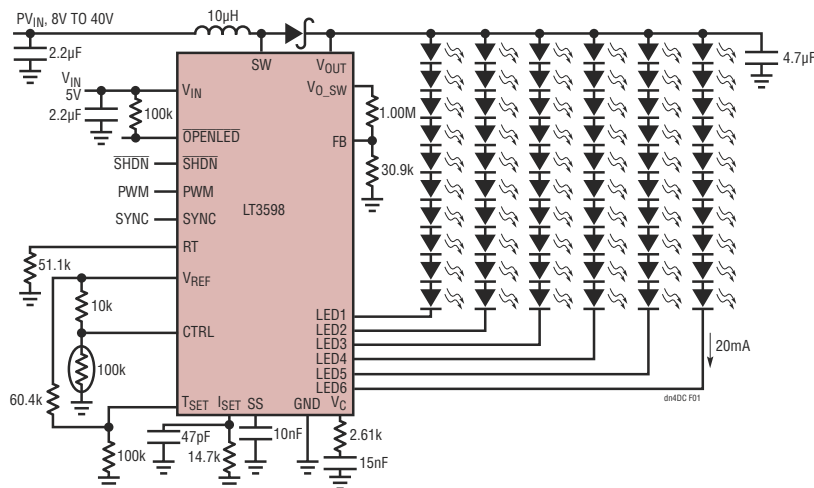 PVIN, 8V TO 40V
10µH
2.2µF
SW
VOUT
4.7µF
VIN
5V
VIN
VO_SW
2.2µF
100k
1.00M
OPENLED
FB
SHDN
SHDN
30.9k
PWM
PWM
SYNC
SYNC
LT3598
RT
51.1k
VREF
10k
LED1
LED2
CTRL
LED3
20mA
LED4
100k
LED5
LED6
60.4k
dn4DC F01
TSET
ISET
SS
GND
VC
47pF
10nF
2.61k
100k
14.7k
15nF